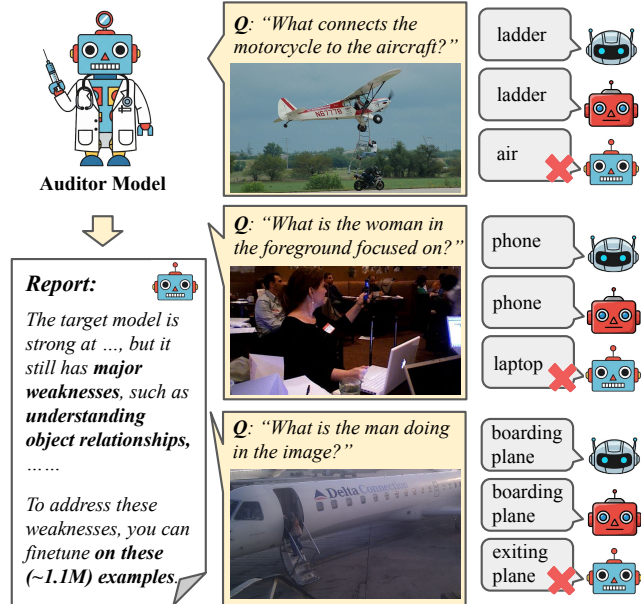 Auditor Model
Report:
The target model is
strong at ..., but it
still has major
weaknesses, such as
understanding
object relationships,
......
To address these
weaknesses, you can
finetune on these
(~1.1M) examples.
Q: “What connects the
motorcycle to the aircraft?”
N6777B
ladder
ladder
air
Q: “What is the woman in
the foreground focused on?”
phone
phone
laptop
Q: “What is the man doing
in the image?”
Delta Connection
boarding
plane
boarding
plane
exiting
plane